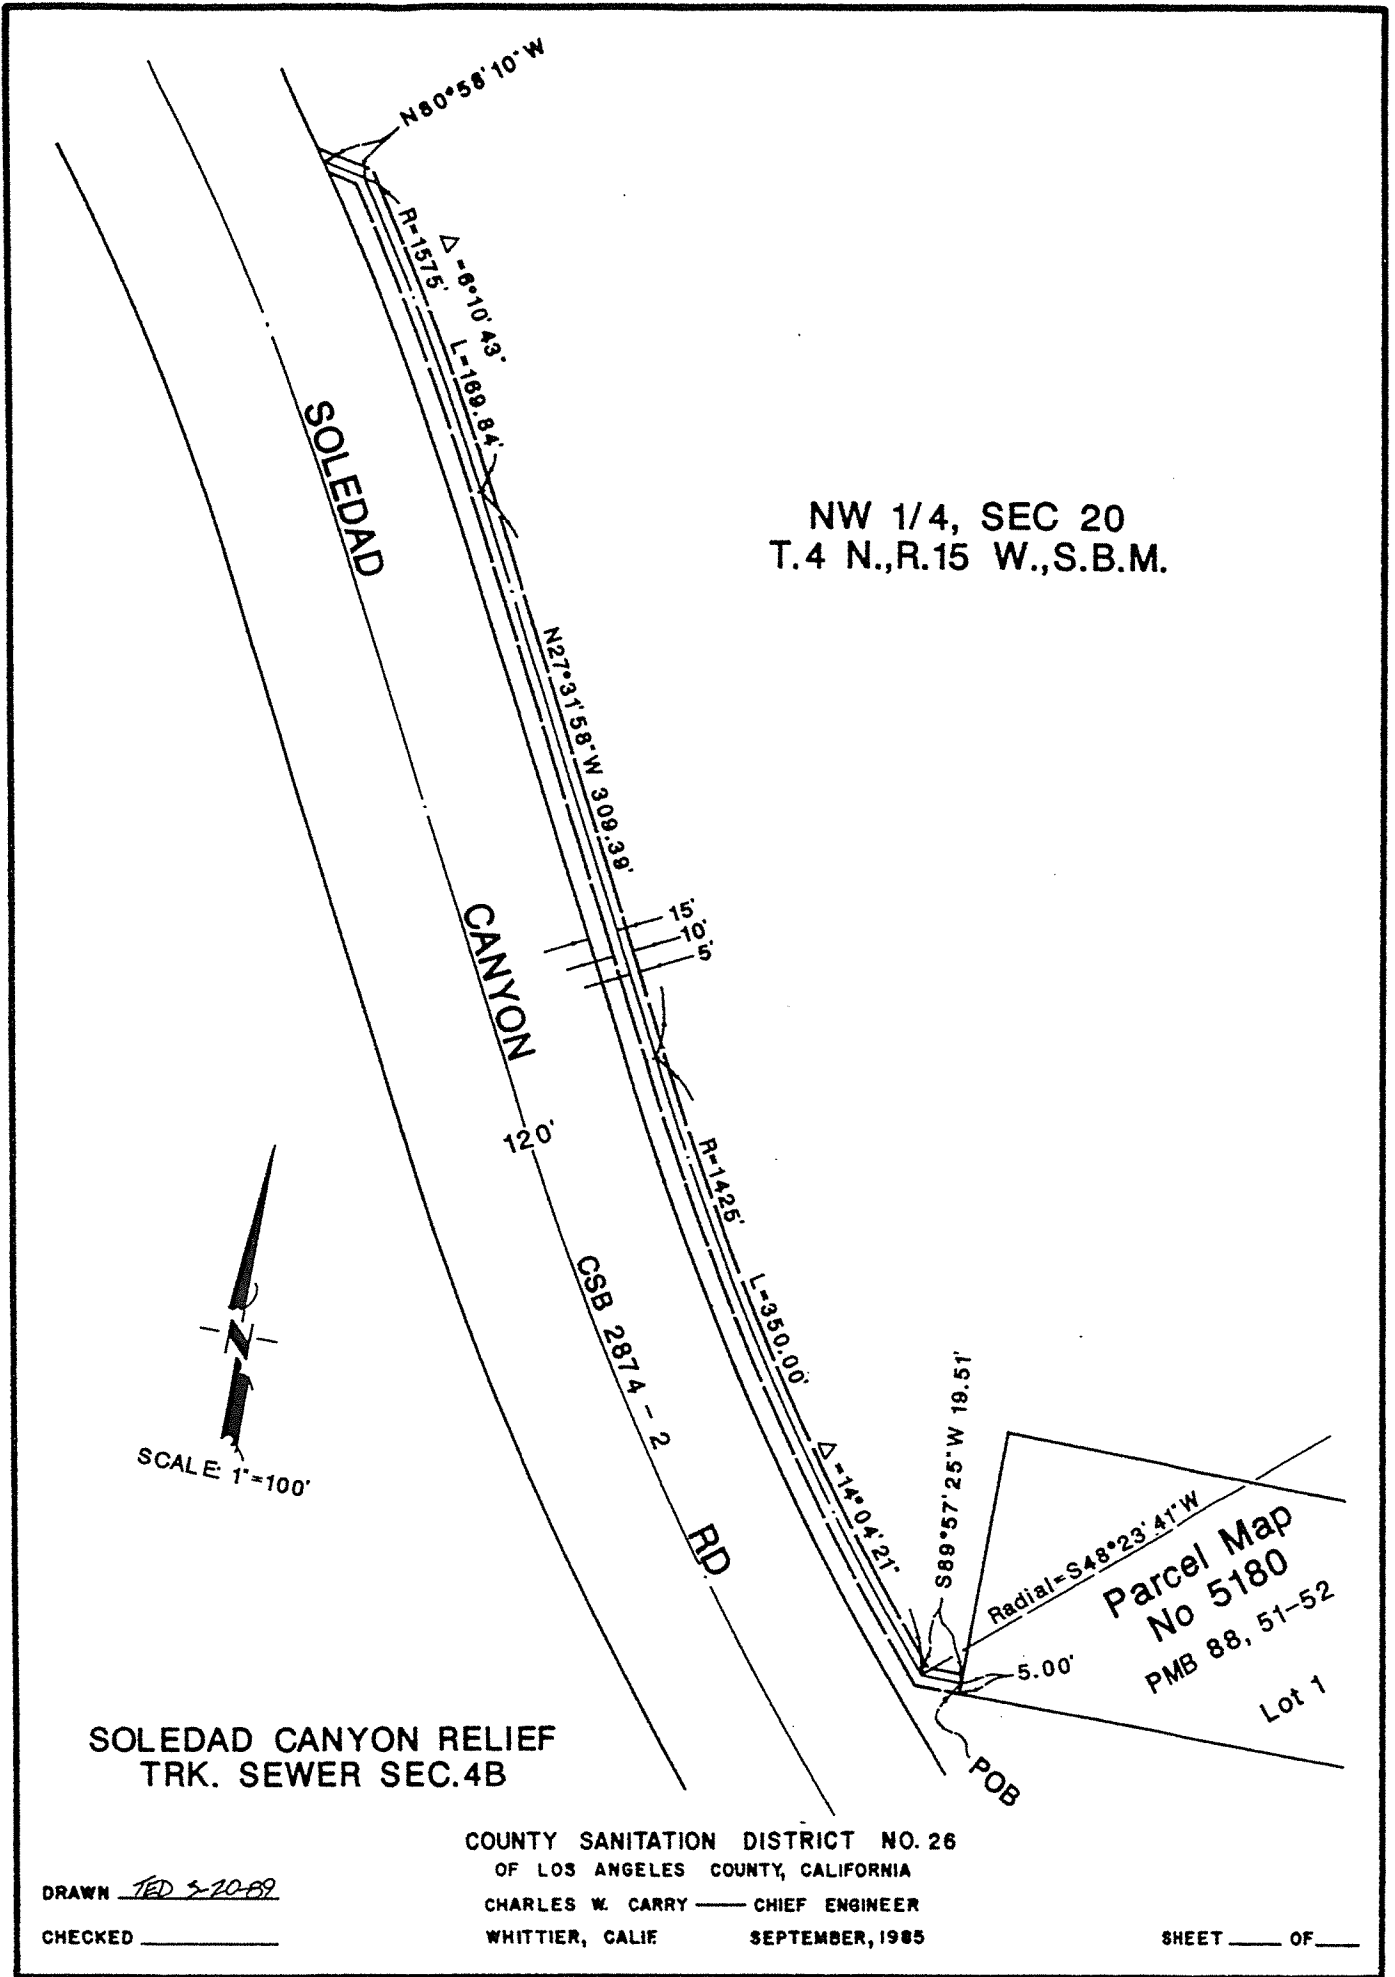 N80°58'10"W
R=1575'
Δ=6°10'43"
L=169.84'
SOLEDAD
NW 1/4, SEC 20
T.4 N.,R.15 W.,S.B.M.
N27°31'58"W 309.39'
15'
10'
5'
CANYON
120'
R=1425'
N
CSB 2874 - 2
L=350.00'
SCALE: 1"=100'
Δ=14°04'21"
S89°57'25"W 19.51'
RD
Radial=S48°23'41"W
Parcel Map
No 5180
PMB 88, 51-52
Lot 1
5.00'
POB
SOLEDAD CANYON RELIEF
TRK. SEWER SEC.4B
COUNTY SANITATION DISTRICT NO. 26
OF LOS ANGELES COUNTY, CALIFORNIA
DRAWN TED
CHARLES W. CARRY —— CHIEF ENGINEER
CHECKED
WHITTIER, CALIF. SEPTEMBER, 1985
SHEET ____ OF ____